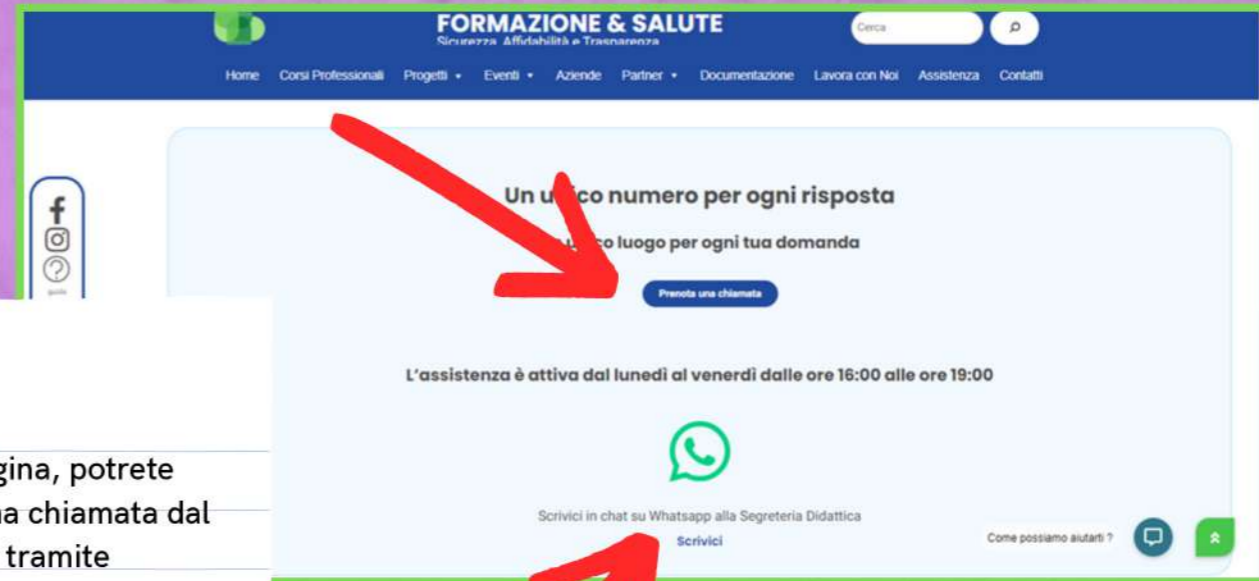 FORMAZIONE & SALUTE
Sicurezza, Affidabilità e Trasparenza
Cerca
Home Corsi Professionali Progetti Eventi Aziende Partner Documentazione Lavora con Noi Assistenza Contatti
Un unico numero per ogni risposta
luogo per ogni tua domanda
Prenota una chiamata
L'assistenza è attiva dal lunedì al venerdì dalle ore 16:00 alle ore 19:00
Scrivici in chat su Whatsapp alla Segreteria Didattica
Scrivici
Come possiamo aiutarti ?
gina, potrete
na chiamata dal
tramite